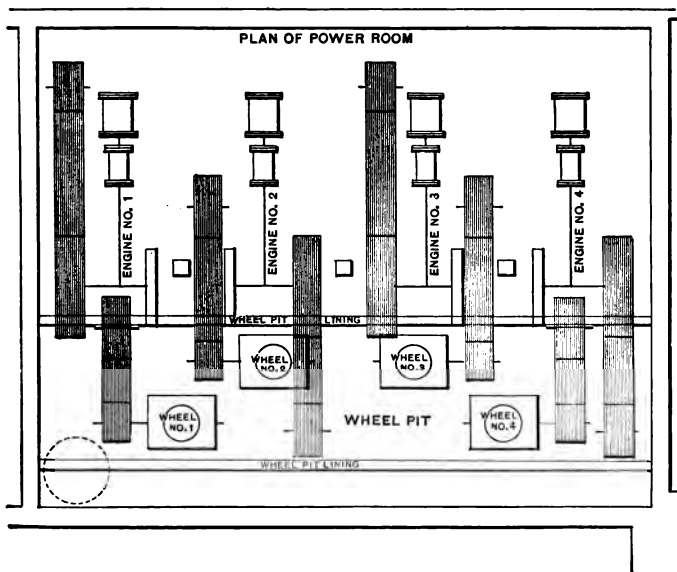 PLAN OF POWER ROOM
ENGINE NO. 1
ENGINE NO. 2
ENGINE NO. 3
ENGINE NO. 4
WHEEL PIT LINING
WHEEL
NO.2
WHEEL
NO.3
WHEEL
NO.1
WHEEL PIT
WHEEL
NO.4
WHEEL PIT LINING